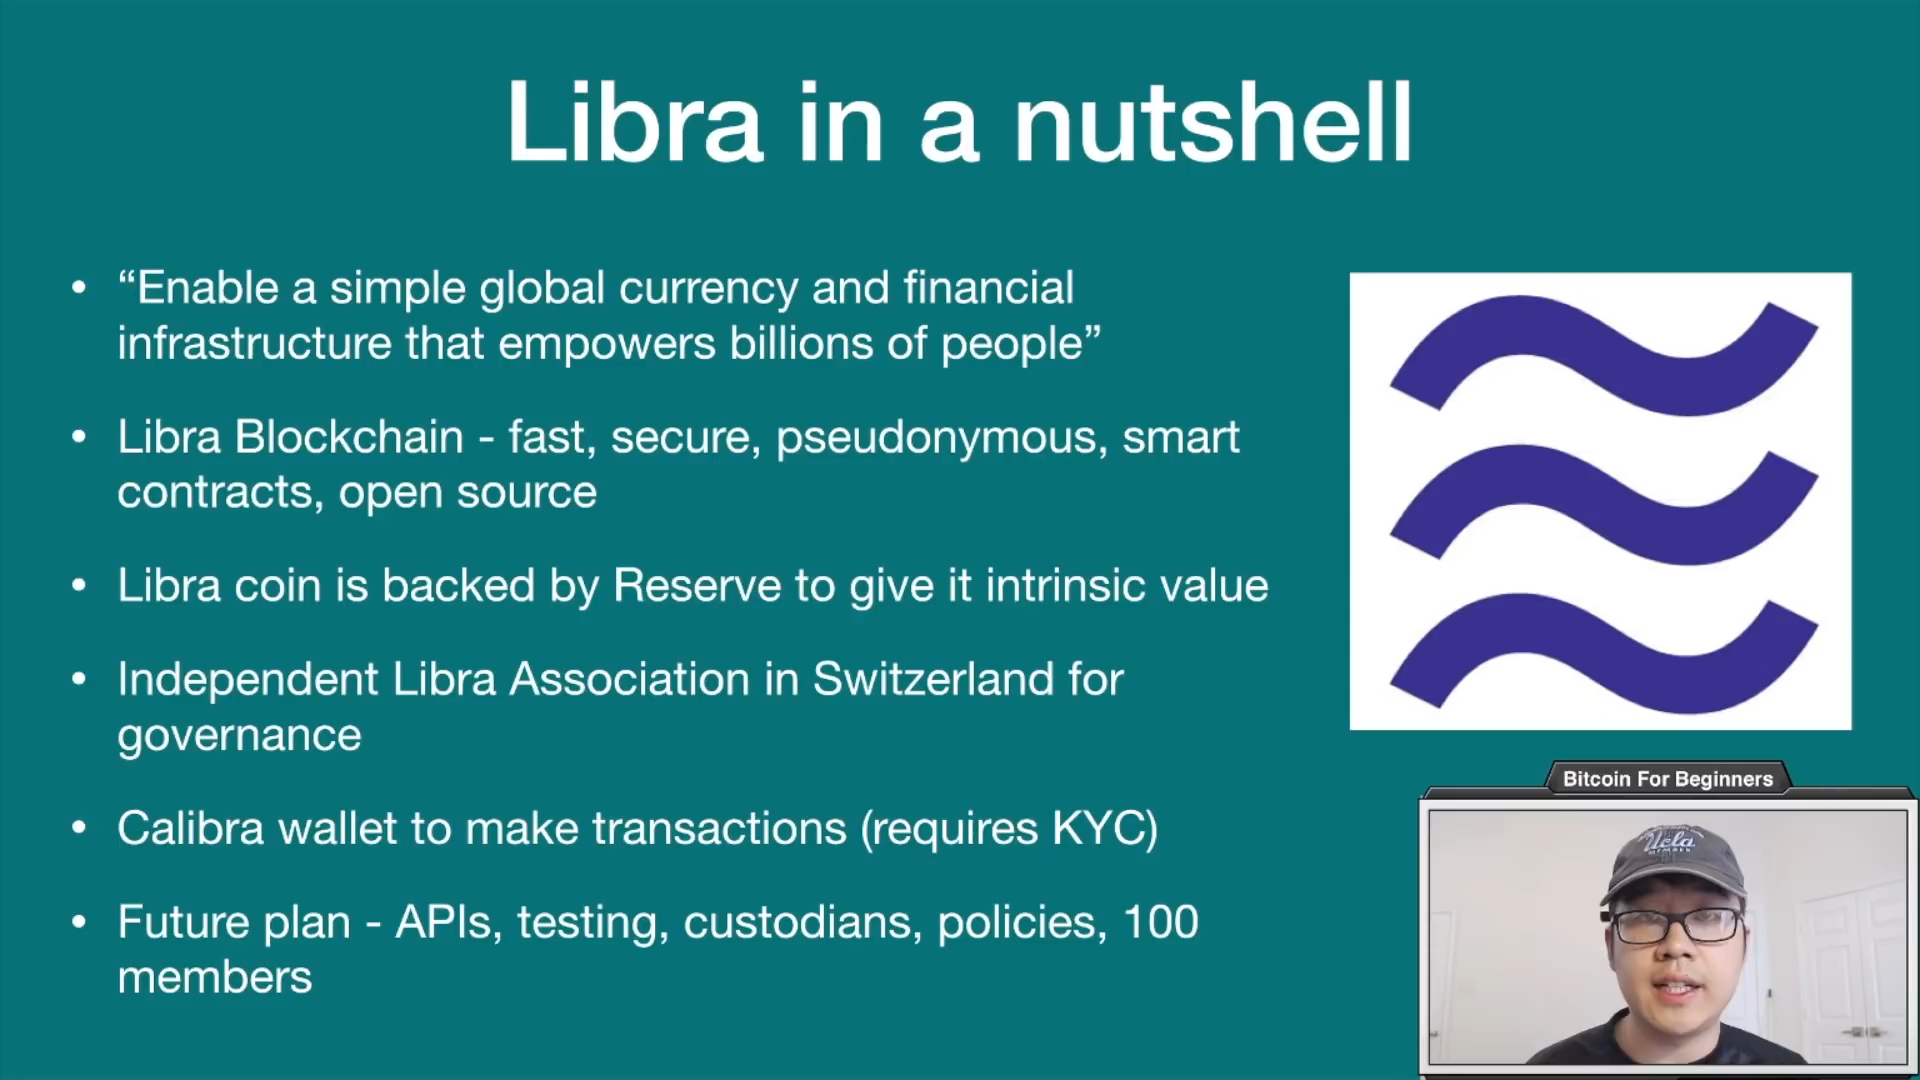 Libra in a nutshell
• “Enable a simple global currency and financial
infrastructure that empowers billions of people”
• Libra Blockchain - fast, secure, pseudonymous, smart
contracts, open source
• Libra coin is backed by Reserve to give it intrinsic value
• Independent Libra Association in Switzerland for
governance
• Calibra wallet to make transactions (requires KYC)
• Future plan - APIs, testing, custodians, policies, 100
members
Bitcoin For Beginners
Ucla